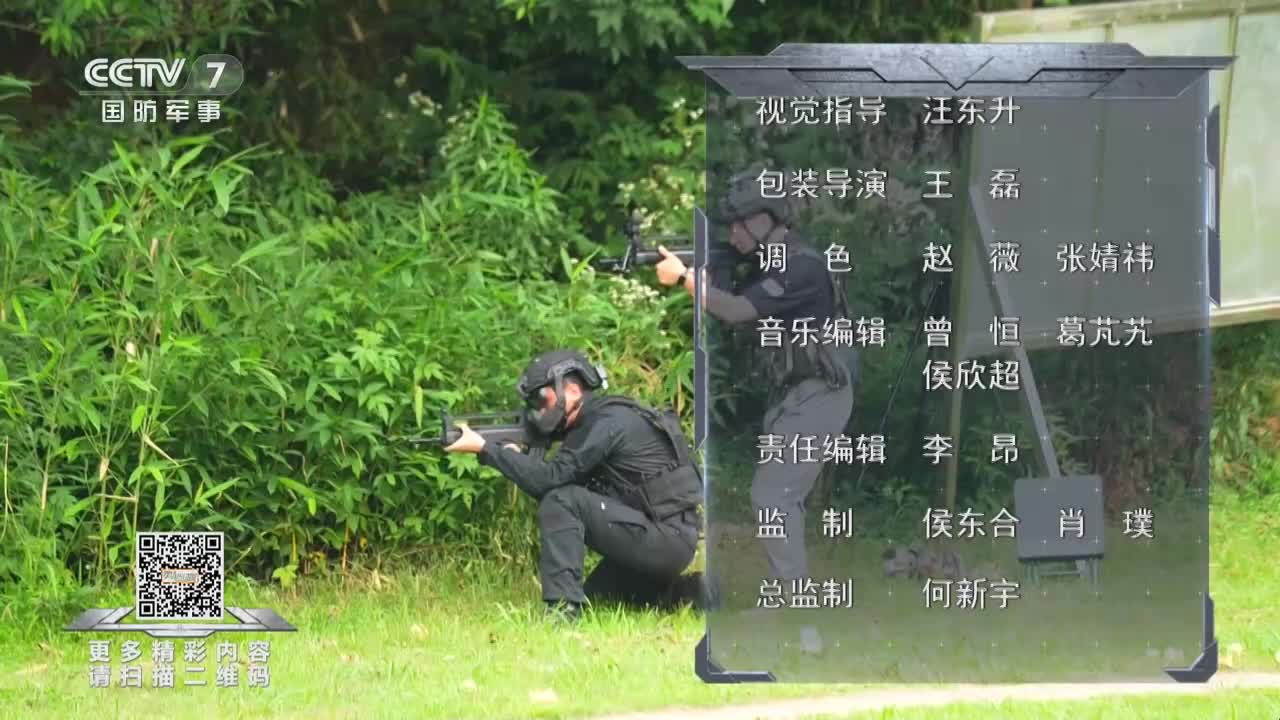 CCTV 7
国防军事
视觉指导 汪东升
包装导演 王 磊
调 色 赵 薇 张婧祎
音乐编辑 曾 恒 葛芃艽
侯欣超
责任编辑 李 昂
监 制 侯东合 肖 璞
总监制 何新宇
更多精彩内容
请扫描二维码